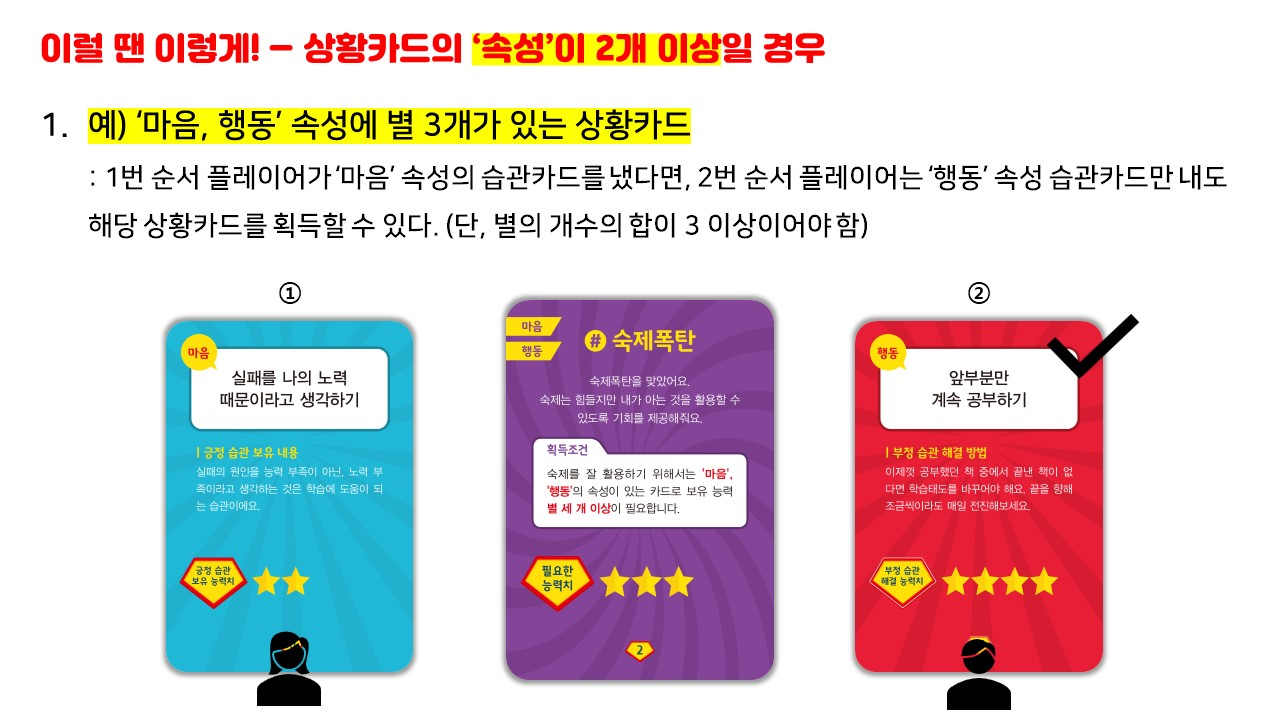 이럴 땐 이렇게! – 상황카드의 ‘속성’이 2개 이상일 경우
1. 예) ‘마음, 행동’ 속성에 별 3개가 있는 상황카드
: 1번 순서 플레이어가 ‘마음’ 속성의 습관카드를 냈다면, 2번 순서 플레이어는 ‘행동’ 속성 습관카드만 내도
해당 상황카드를 획득할 수 있다. (단, 별의 개수의 합이 3 이상이어야 함)
①
마음
실패를 나의 노력
때문이라고 생각하기
| 긍정 습관 보유 내용
실패의 원인을 능력 부족이 아닌, 노력 부
족이라고 생각하는 것은 학습에 도움이 되
는 습관이에요.
긍정 습관
보유 능력치
마음
행동
# 숙제폭탄
숙제폭탄을 맞았어요.
숙제는 힘들지만 내가 아는 것을 활용할 수
있도록 기회를 제공해줘요.
획득조건
숙제를 잘 활용하기 위해서는 '마음',
'행동'의 속성이 있는 카드로 보유 능력
별 세 개 이상이 필요합니다.
필요한
능력치
2
②
행동
앞부분만
계속 공부하기
| 부정 습관 해결 방법
이제껏 공부했던 책 중에서 끝낸 책이 없
다면 학습태도를 바꾸어야 해요. 끝을 향해
조금씩이라도 매일 전진해보세요.
부정 습관
해결 능력치